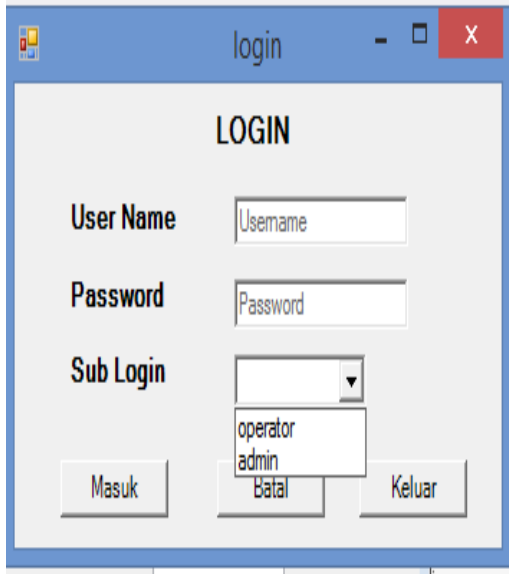 login
X
LOGIN
User Name Username
Password Password
Sub Login
operator
admin
Masuk Batal Keluar